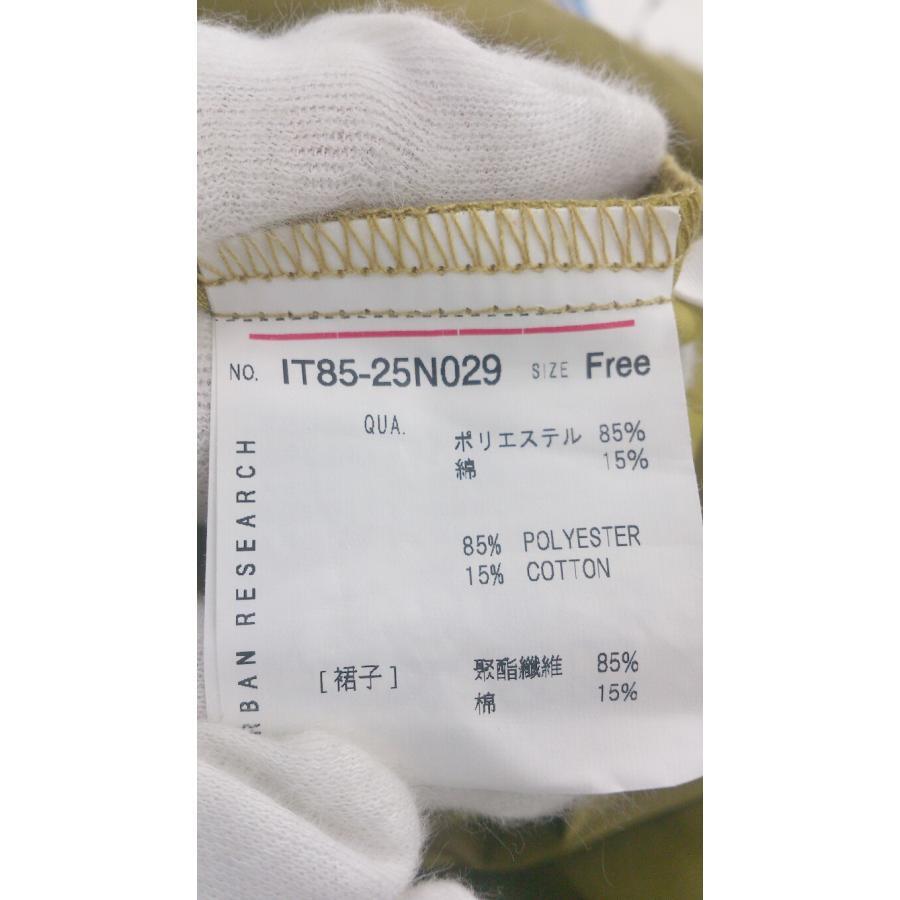 NO. IT85-25N029 SIZE Free
QUA.
ポリエステル 85%
綿 15%
85% POLYESTER
15% COTTON
[裙子]
聚酯纖維 85%
棉 15%
RBAN RESEARCH